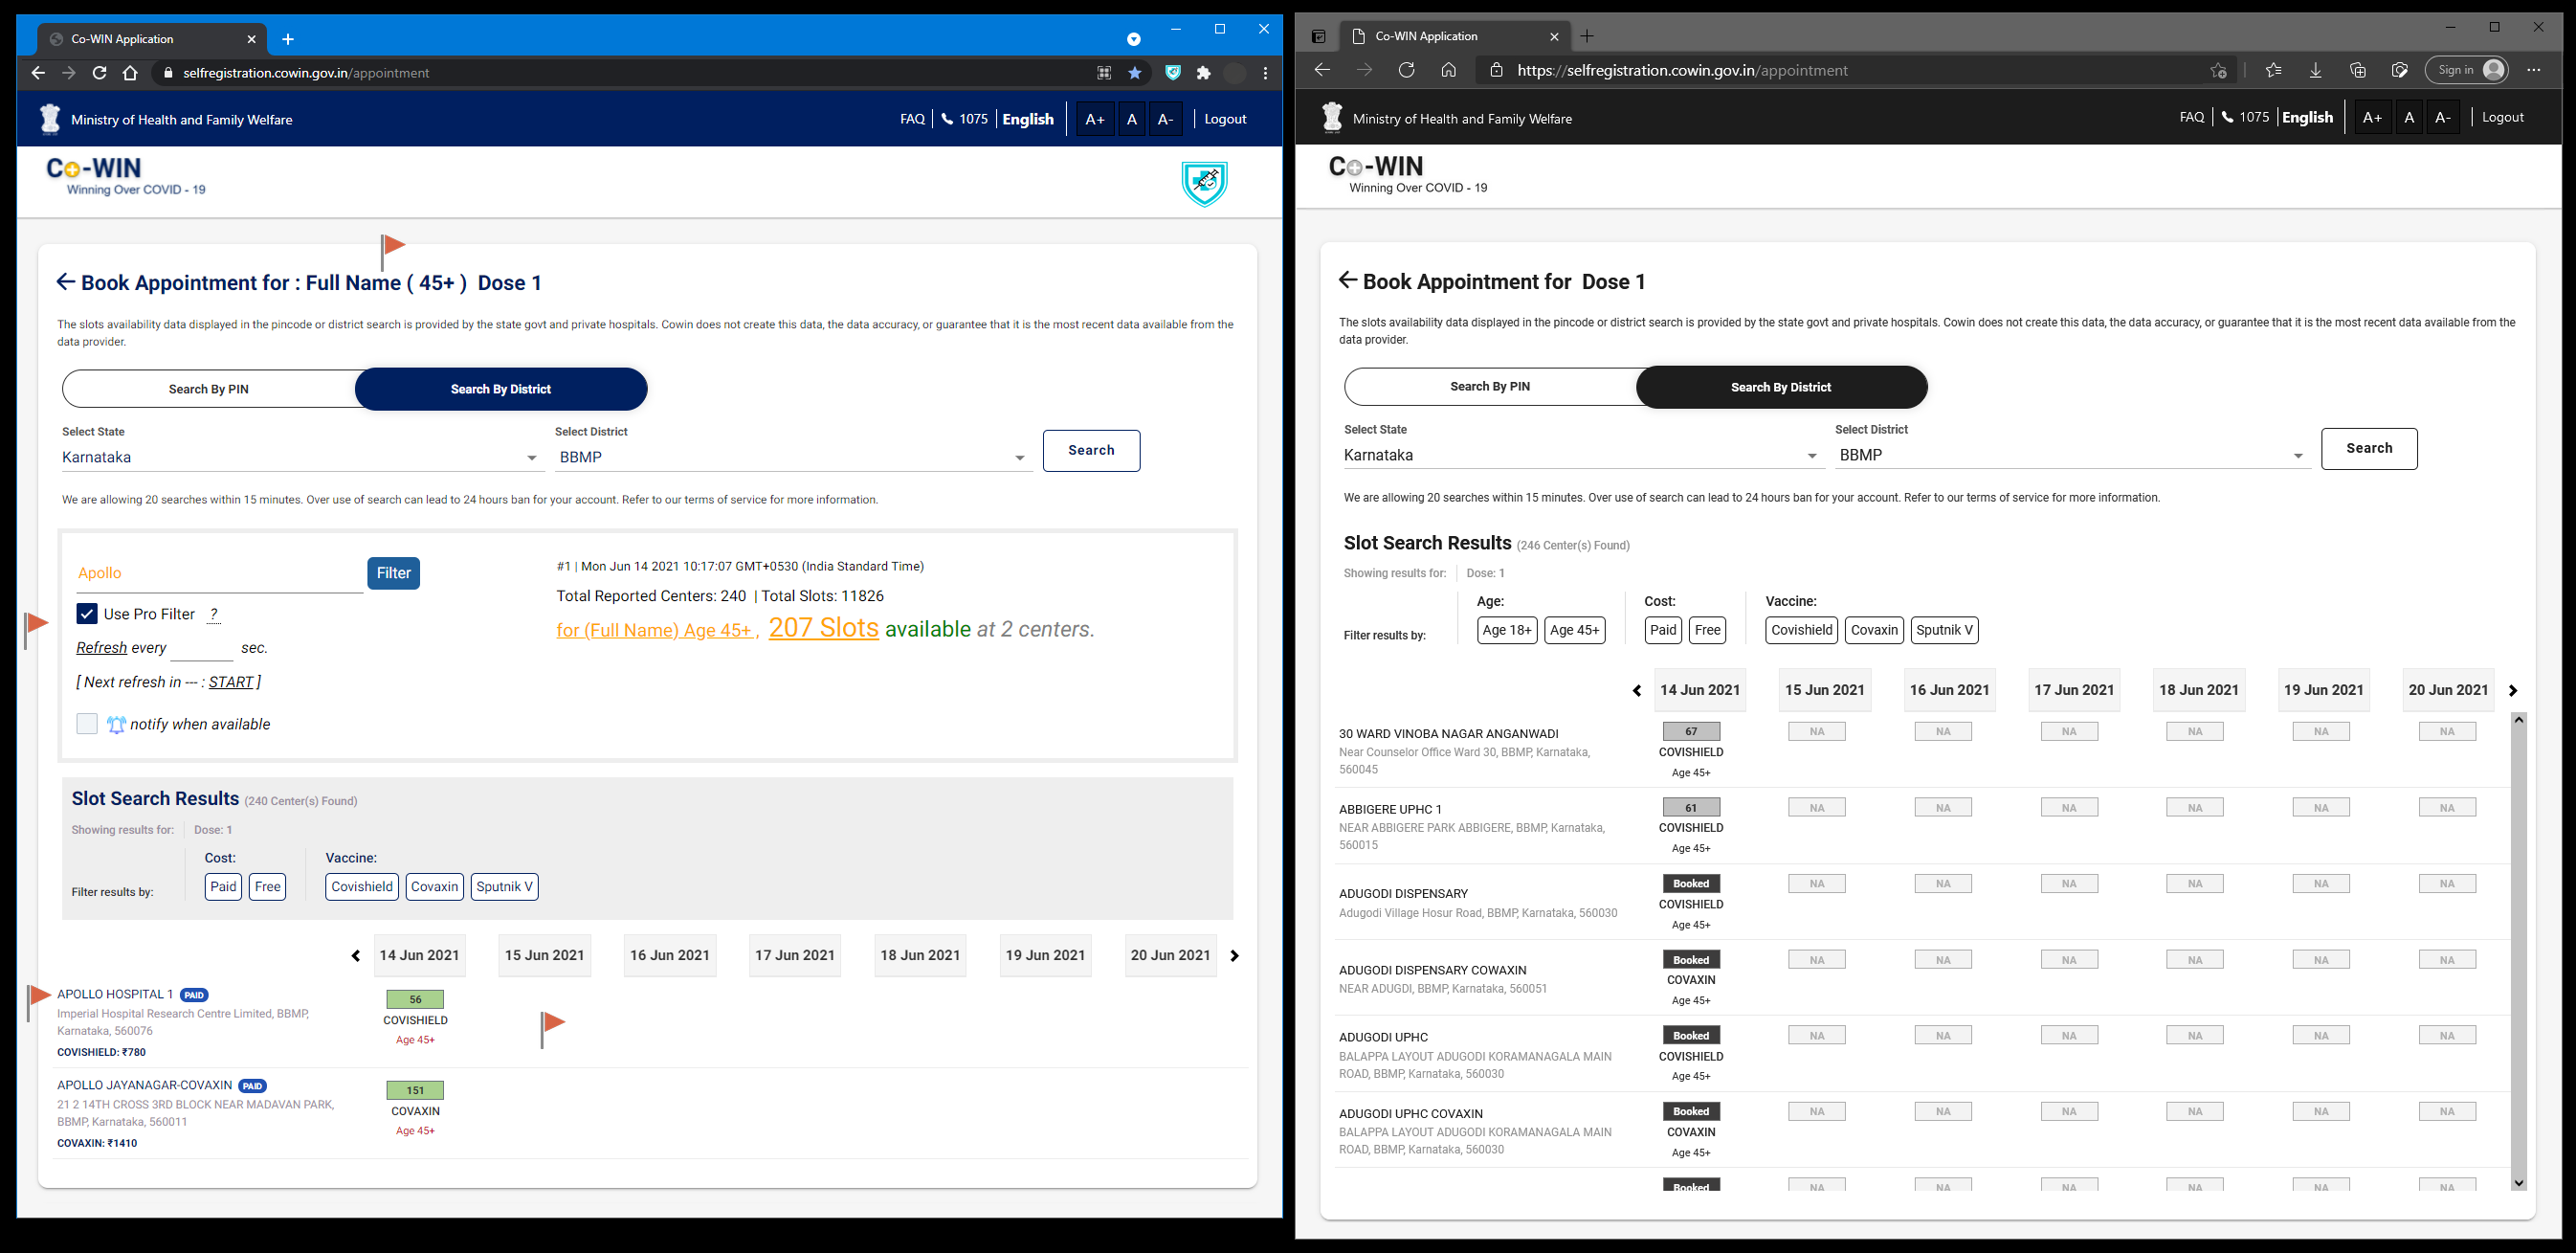 Co-WIN Application
selfregistration.cowin.gov.in/appointment
Ministry of Health and Family Welfare
FAQ 1075 English A+ A A- Logout
Co-WIN
Winning Over COVID - 19
Book Appointment for : Full Name ( 45+ ) Dose 1
The slots availability data displayed in the pincode or district search is provided by the state govt and private hospitals. Cowin does not create this data, the data accuracy, or guarantee that it is the most recent data available from the
data provider.
Search By PIN Search By District
Select State Select District
Karnataka BBMP Search
We are allowing 20 searches within 15 minutes. Over use of search can lead to 24 hours ban for your account. Refer to our terms of service for more information.
Apollo Filter
Use Pro Filter ?
Refresh every sec.
[ Next refresh in --- : START ]
notify when available
#1 | Mon Jun 14 2021 10:17:07 GMT+0530 (India Standard Time)
Total Reported Centers: 240 | Total Slots: 11826
for (Full Name) Age 45+ , 207 Slots available at 2 centers.
Slot Search Results (240 Center(s) Found)
Showing results for: Dose: 1
Cost: Vaccine:
Filter results by: Paid Free Covishield Covaxin Sputnik V
14 Jun 2021 15 Jun 2021 16 Jun 2021 17 Jun 2021 18 Jun 2021 19 Jun 2021 20 Jun 2021
APOLLO HOSPITAL 1 PAID
Imperial Hospital Research Centre Limited, BBMP,
Karnataka, 560076
COVISHIELD: ₹780
56
COVISHIELD
Age 45+
APOLLO JAYANAGAR-COVAXIN PAID
21 2 14TH CROSS 3RD BLOCK NEAR MADAVAN PARK,
BBMP, Karnataka, 560011
COVAXIN: ₹1410
151
COVAXIN
Age 45+
Co-WIN Application
https://selfregistration.cowin.gov.in/appointment
Sign in
Ministry of Health and Family Welfare
FAQ 1075 English A+ A A- Logout
Co-WIN
Winning Over COVID - 19
Book Appointment for Dose 1
The slots availability data displayed in the pincode or district search is provided by the state govt and private hospitals. Cowin does not create this data, the data accuracy, or guarantee that it is the most recent data available from the
data provider.
Search By PIN Search By District
Select State Select District
Karnataka BBMP Search
We are allowing 20 searches within 15 minutes. Over use of search can lead to 24 hours ban for your account. Refer to our terms of service for more information.
Slot Search Results (246 Center(s) Found)
Showing results for: Dose: 1
Age: Cost: Vaccine:
Filter results by: Age 18+ Age 45+ Paid Free Covishield Covaxin Sputnik V
14 Jun 2021 15 Jun 2021 16 Jun 2021 17 Jun 2021 18 Jun 2021 19 Jun 2021 20 Jun 2021
30 WARD VINOBA NAGAR ANGANWADI
Near Counselor Office Ward 30, BBMP, Karnataka,
560045
67 NA NA NA NA NA NA
COVISHIELD
Age 45+
ABBIGERE UPHC 1
NEAR ABBIGERE PARK ABBIGERE, BBMP, Karnataka,
560015
61 NA NA NA NA NA NA
COVISHIELD
Age 45+
ADUGODI DISPENSARY
Adugodi Village Hosur Road, BBMP, Karnataka, 560030
Booked NA NA NA NA NA NA
COVISHIELD
Age 45+
ADUGODI DISPENSARY COWAXIN
NEAR ADUGDI, BBMP, Karnataka, 560051
Booked NA NA NA NA NA NA
COVAXIN
Age 45+
ADUGODI UPHC
BALAPPA LAYOUT ADUGODI KORAMANAGALA MAIN
ROAD, BBMP, Karnataka, 560030
Booked NA NA NA NA NA NA
COVISHIELD
Age 45+
ADUGODI UPHC COVAXIN
BALAPPA LAYOUT ADUGODI KORAMANAGALA MAIN
ROAD, BBMP, Karnataka, 560030
Booked NA NA NA NA NA NA
COVAXIN
Age 45+
Booked NA NA NA NA NA NA